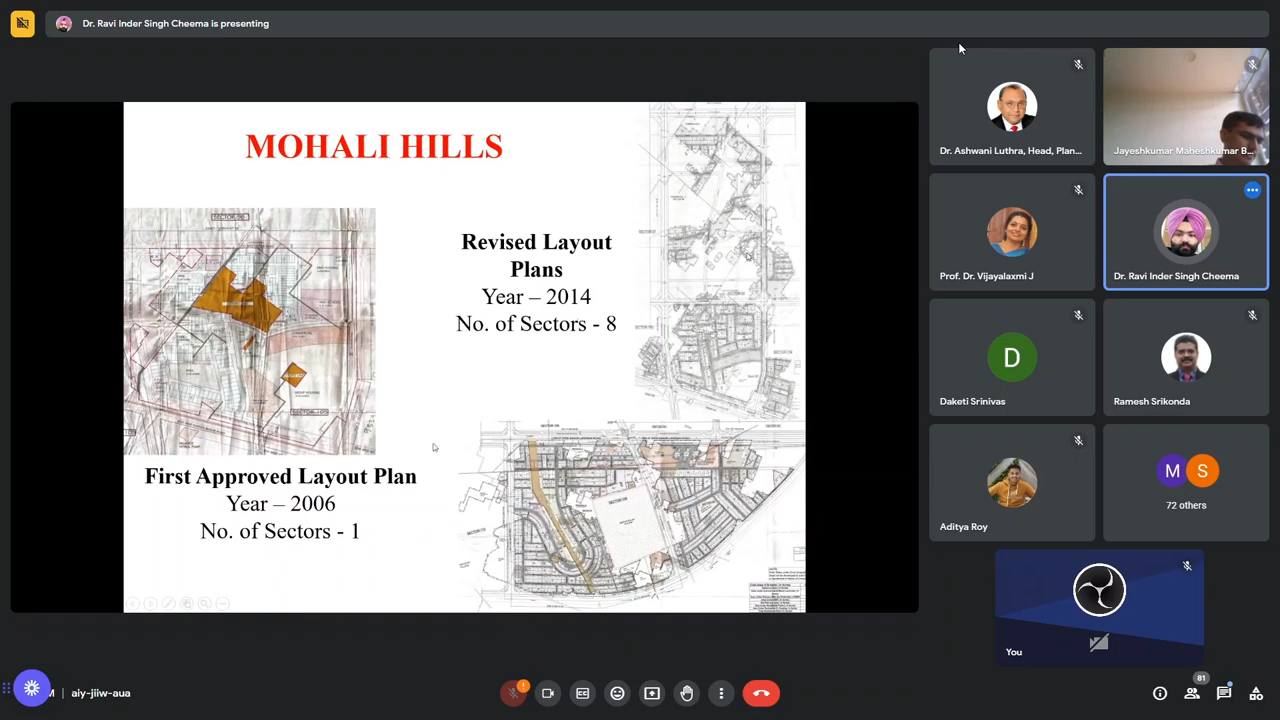 Dr. Ravi Inder Singh Cheema is presenting
MOHALI HILLS
Revised Layout
Plans
Year – 2014
No. of Sectors - 8
First Approved Layout Plan
Year – 2006
No. of Sectors - 1
Dr. Ashwani Luthra, Head, Plan...
Jayeshkumar Maheshkumar B...
Prof. Dr. Vijayalaxmi J
Dr. Ravi Inder Singh Cheema
D
Daketi Srinivas
Ramesh Srikonda
Aditya Roy
M S
72 others
You
M | aiy-jiiw-aua
81